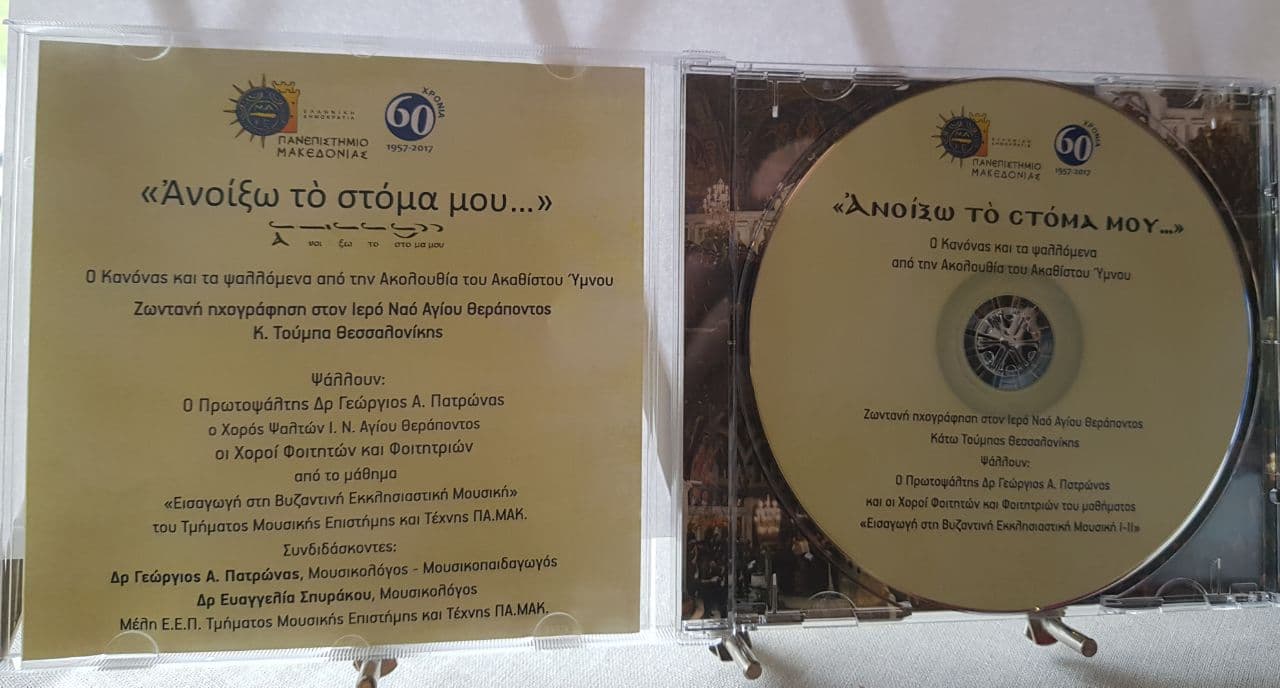 ΕΛΛΗΝΙΚΗ
ΔΗΜΟΚΡΑΤΙΑ
ΠΑΝΕΠΙΣΤΗΜΙΟ
ΜΑΚΕΔΟΝΙΑΣ
60 ΧΡΟΝΙΑ
1957-2017
«Ἀνοίξω τὸ στόμα μου...»
Α νοι ξω το στο μα μου
Ο Κανόνας και τα ψαλλόμενα από την Ακολουθία του Ακαθίστου Ύμνου
Ζωντανή ηχογράφηση στον Ιερό Ναό Αγίου Θεράποντος
Κ. Τούμπα Θεσσαλονίκης
Ψάλλουν:
Ο Πρωτοψάλτης Δρ Γεώργιος Α. Πατρώνας
ο Χορός Ψαλτών Ι. Ν. Αγίου Θεράποντος
οι Χοροί Φοιτητών και Φοιτητριών
από το μάθημα
«Εισαγωγή στη Βυζαντινή Εκκλησιαστική Μουσική»
του Τμήματος Μουσικής Επιστήμης και Τέχνης ΠΑ.ΜΑΚ.
Συνδιδάσκοντες:
Δρ Γεώργιος Α. Πατρώνας, Μουσικολόγος - Μουσικοπαιδαγωγός
Δρ Ευαγγελία Σπυράκου, Μουσικολόγος
Μέλη Ε.Ε.Π. Τμήματος Μουσικής Επιστήμης και Τέχνης ΠΑ.ΜΑΚ.
ΕΛΛΗΝΙΚΗ
ΔΗΜΟΚΡΑΤΙΑ
ΠΑΝΕΠΙΣΤΗΜΙΟ
ΜΑΚΕΔΟΝΙΑΣ
60 ΧΡΟΝΙΑ
1957-2017
«ἈΝΟΙΞΩ ΤῸ ΣΤΌΜΑ ΜΟΥ...»
Ο Κανόνας και τα ψαλλόμενα
από την Ακολουθία του Ακαθίστου Ύμνου
Ζωντανή ηχογράφηση στον Ιερό Ναό Αγίου Θεράποντος
Κάτω Τούμπας Θεσσαλονίκης
Ψάλλουν:
Ο Πρωτοψάλτης Δρ Γεώργιος Α. Πατρώνας
και οι Χοροί Φοιτητών και Φοιτητριών του μαθήματος
«Εισαγωγή στη Βυζαντινή Εκκλησιαστική Μουσική Ι-ΙΙ»